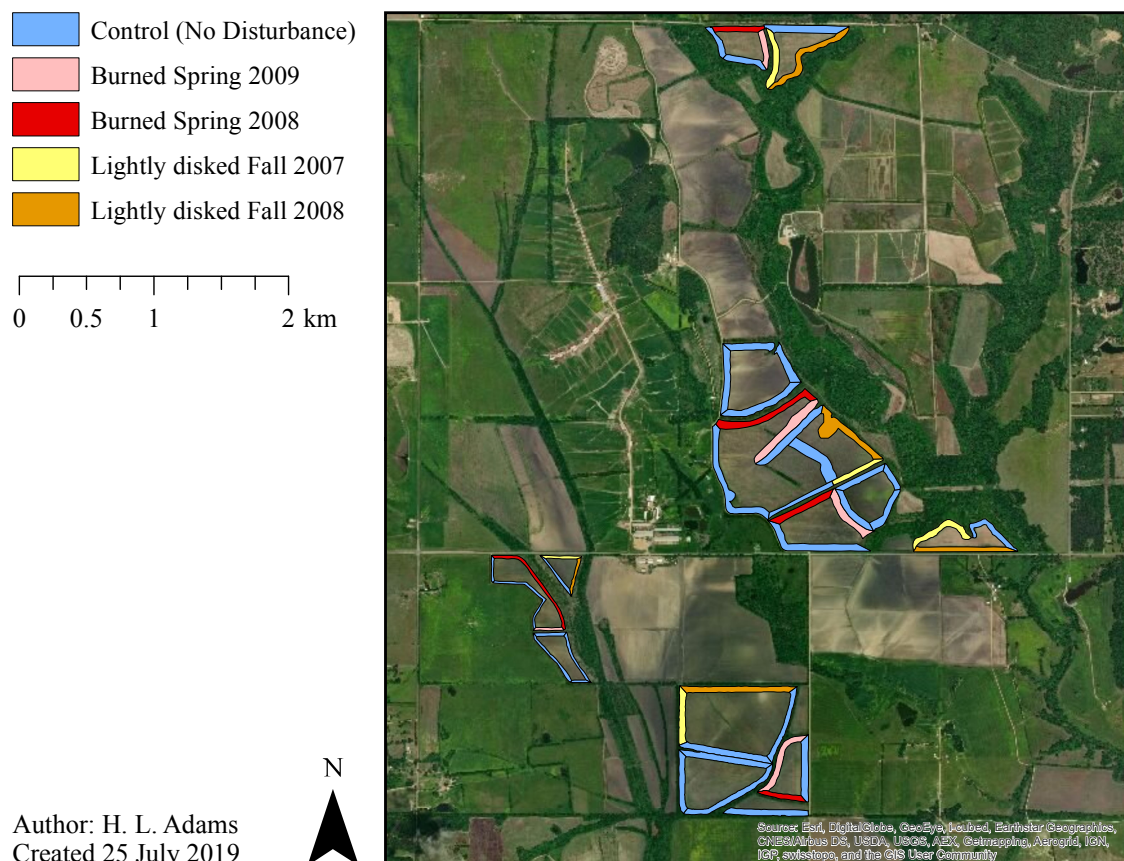 Control (No Disturbance)
Burned Spring 2009
Burned Spring 2008
Lightly disked Fall 2007
Lightly disked Fall 2008
0 0.5 1 2 km
N
Author: H. L. Adams
Created 25 July 2019
Source: Esri, DigitalGlobe, GeoEye, i-cubed, Earthstar Geographics,
CNES/Airbus DS, USDA, USGS, AEX, Getmapping, Aerogrid, IGN,
IGP, swisstopo, and the GIS User Community